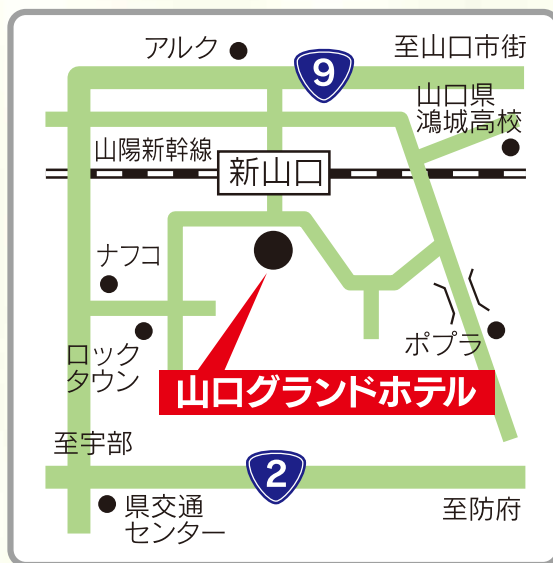 アルク
9
至山口市街
山口県
鴻城高校
山陽新幹線
新山口
ナフコ
ロック
タウン
ポプラ
山口グランドホテル
至宇部
2
県交通
センター
至防府